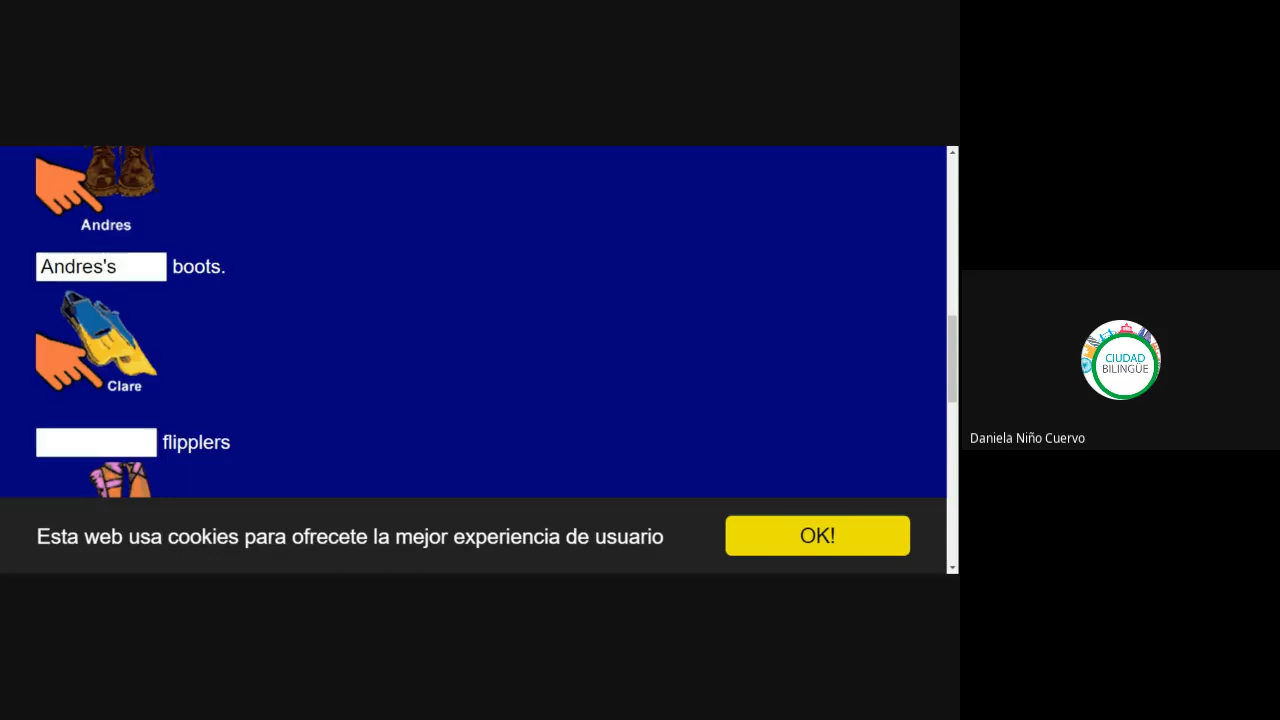 Andres
Andres's boots.
Clare
flipplers
Esta web usa cookies para ofrecete la mejor experiencia de usuario OK!
CIUDAD
BILINGÜE
Daniela Niño Cuervo